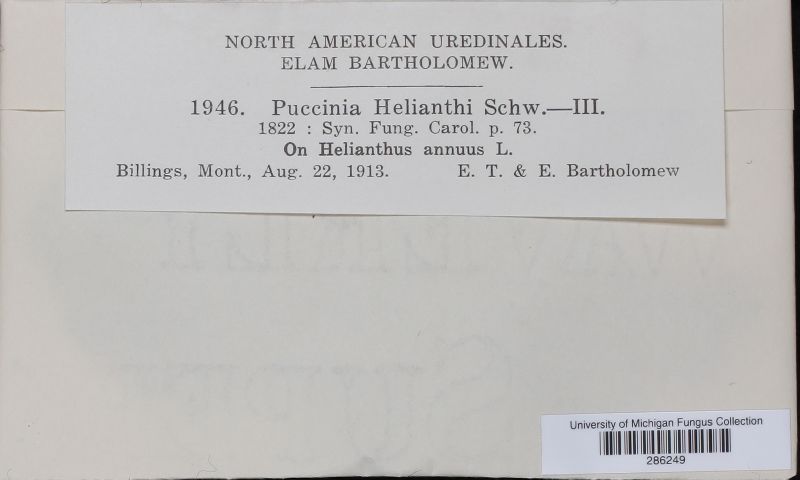 NORTH AMERICAN UREDINALES.
ELAM BARTHOLOMEW.
1946. Puccinia Helianthi Schw.—III.
1822 : Syn. Fung. Carol. p. 73.
On Helianthus annuus L.
Billings, Mont., Aug. 22, 1913. E. T. & E. Bartholomew
University of Michigan Fungus Collection
286249